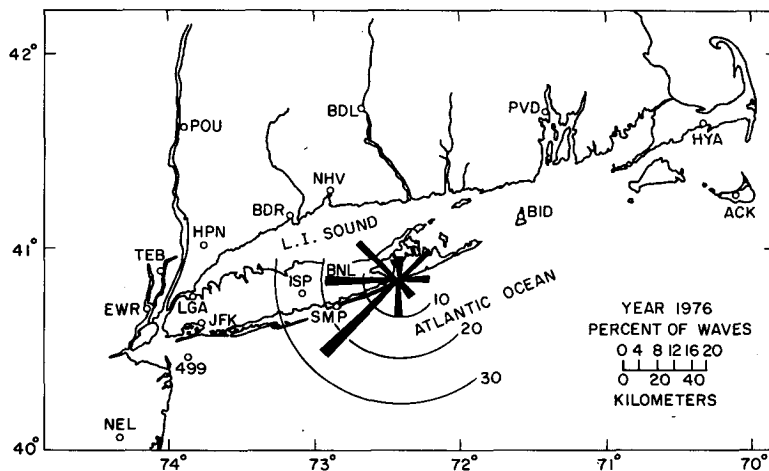 42°
POU
BDL
PVD
HYA
NHV
BDR
BID
ACK
HPN
L.I. SOUND
41°
TEB
BNL
ISP
EWR
LGA
SMP
JFK
10
ATLANTIC OCEAN
20
30
499
YEAR 1976
PERCENT OF WAVES
0 4 8 12 16 20
0 20 40
KILOMETERS
NEL
40°
74°
73°
72°
71°
70°